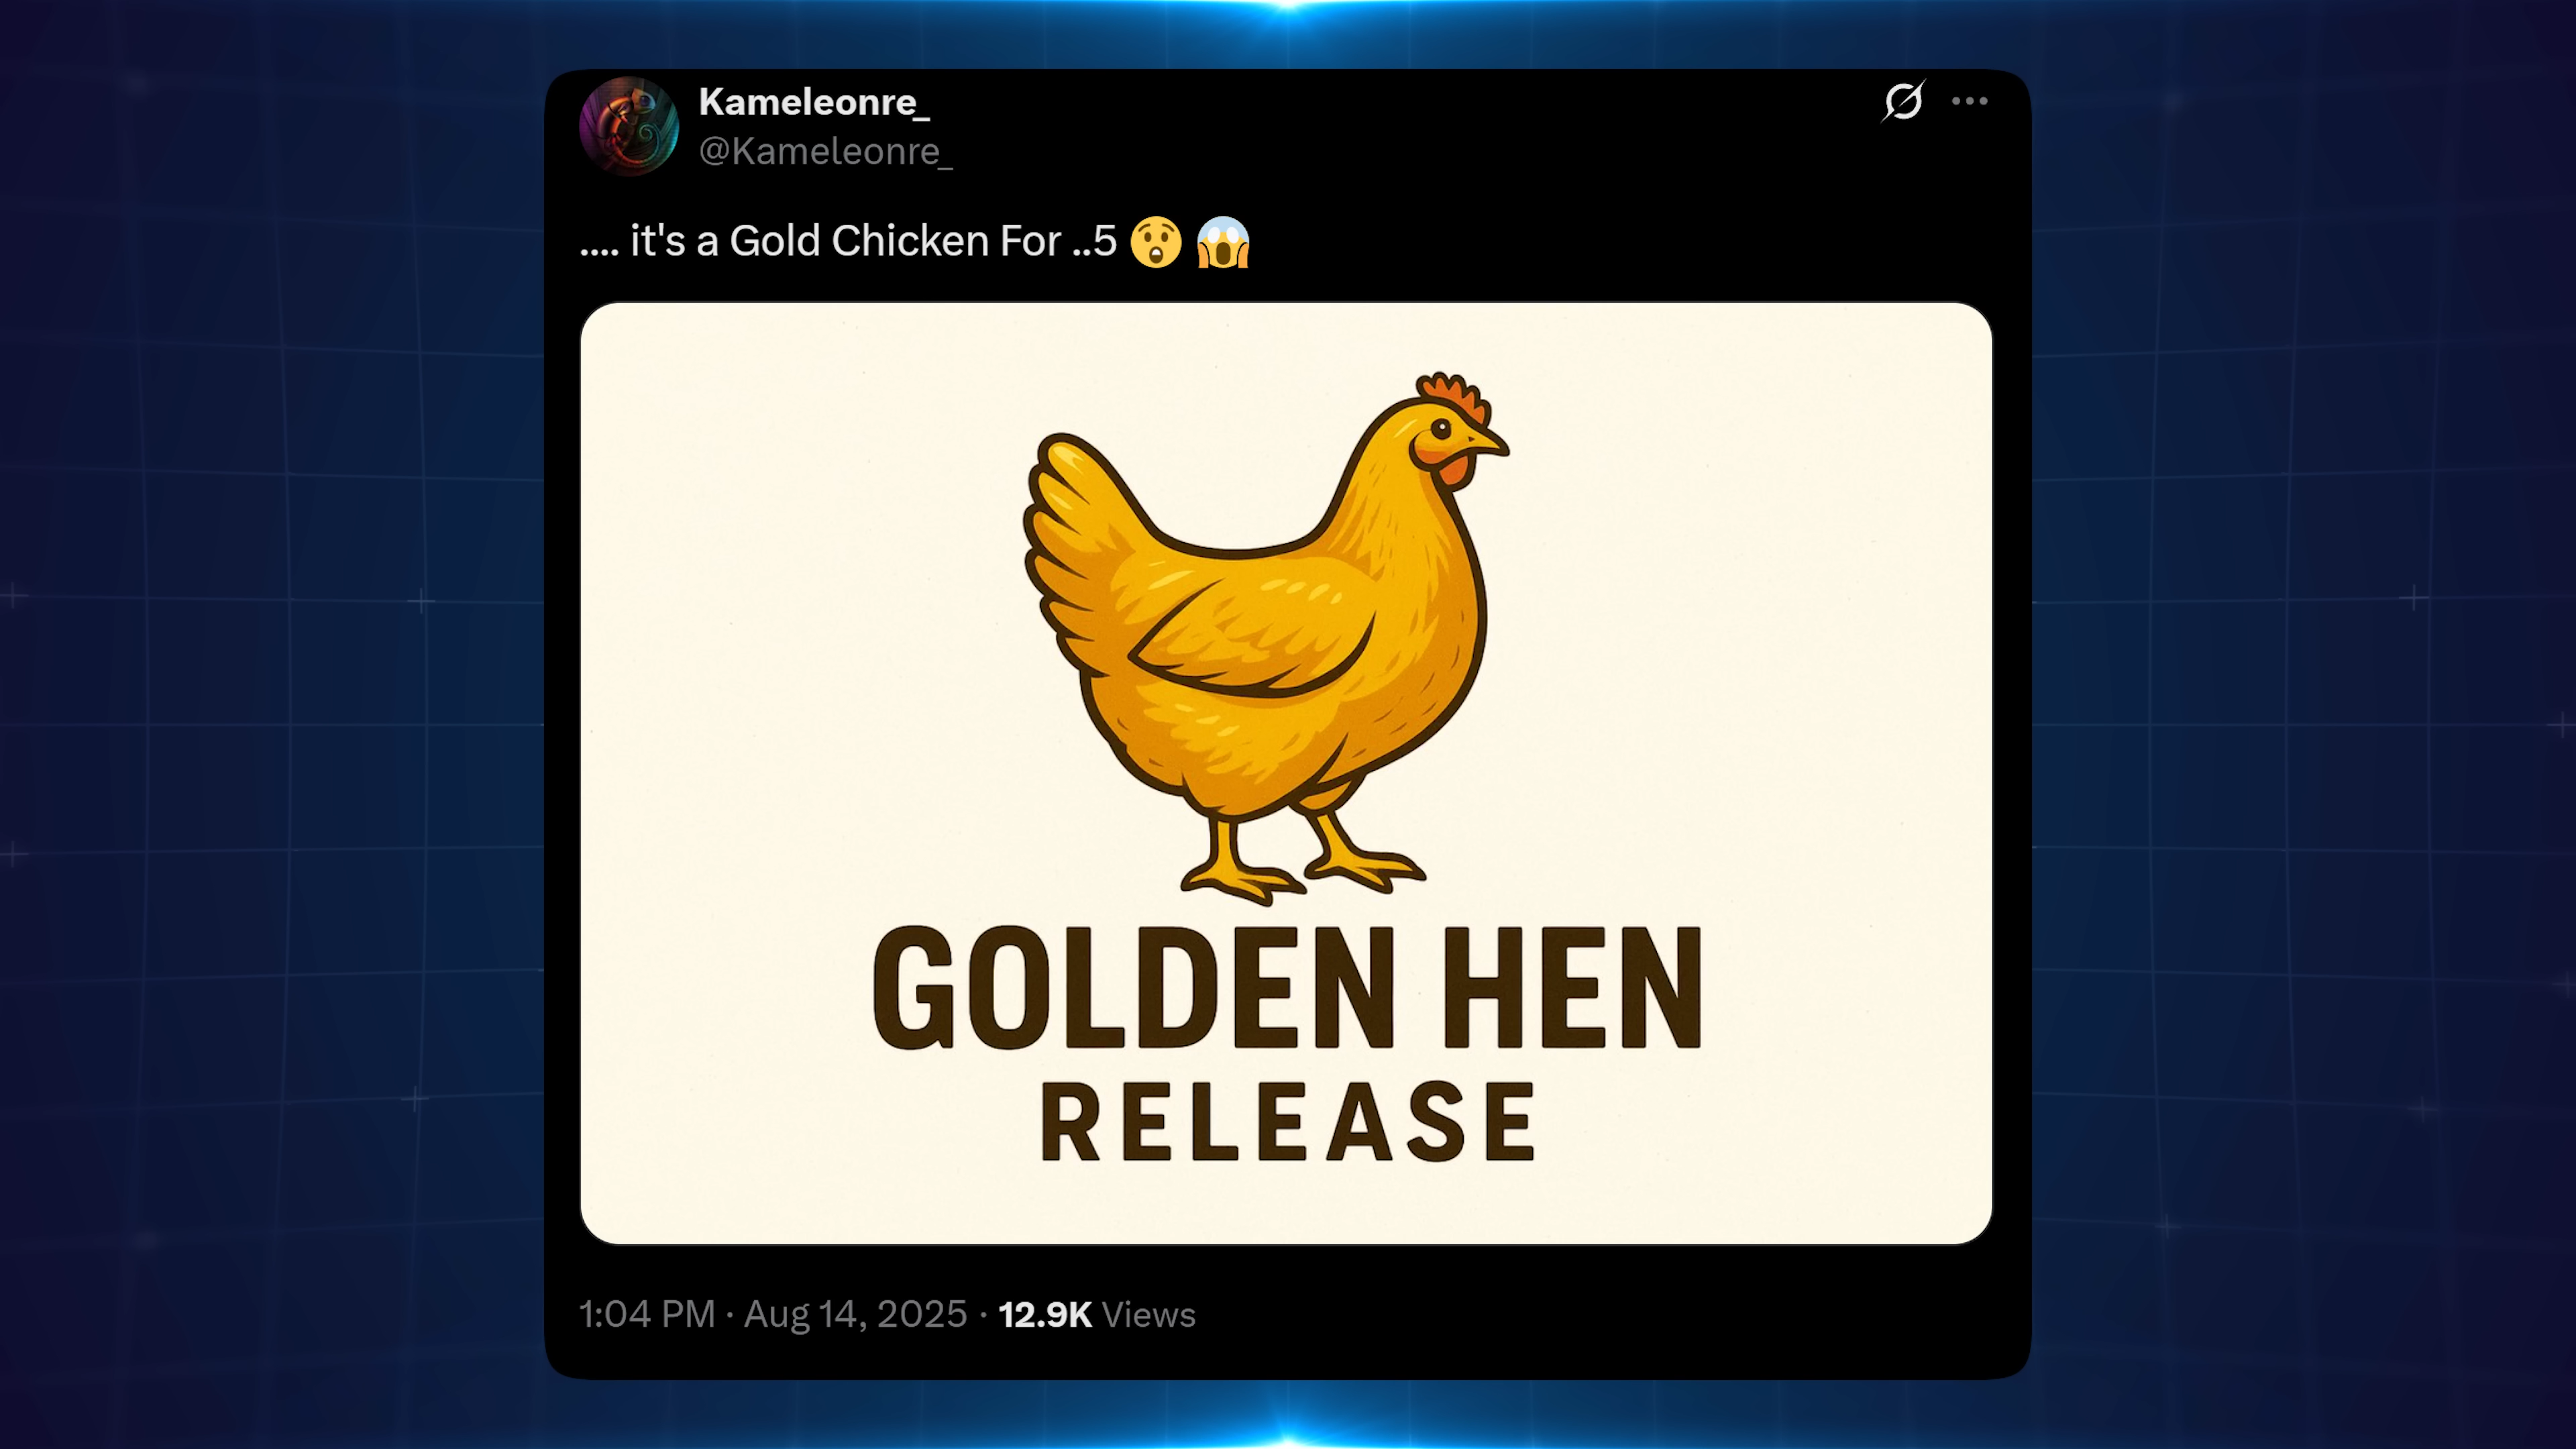 Kameleonre_
@Kameleonre_
.... it's a Gold Chicken For ..5 😲 😱
GOLDEN HEN
RELEASE
1:04 PM · Aug 14, 2025 · 12.9K Views